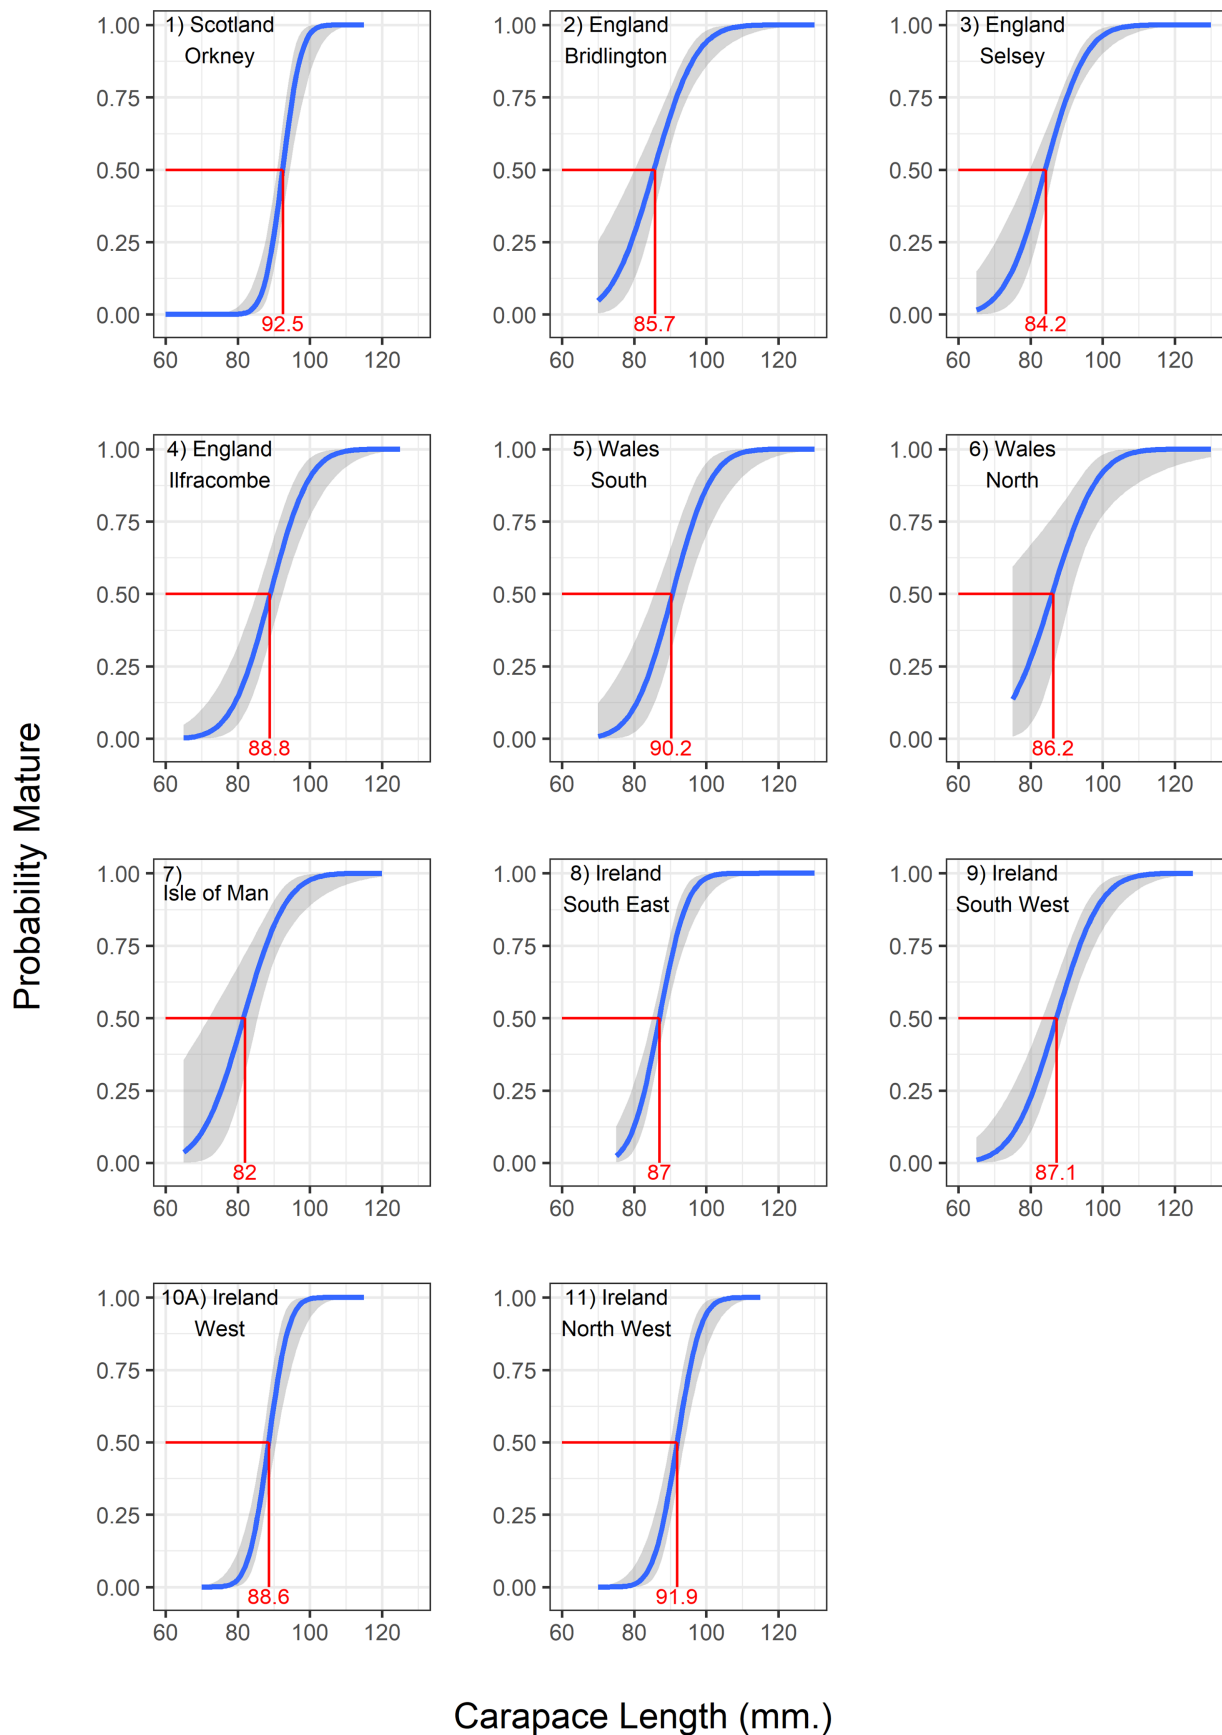 1) Scotland
Orkney
1.00
0.75
0.50
0.25
0.00
92.5
60 80 100 120
2) England
Bridlington
1.00
0.75
0.50
0.25
0.00
85.7
60 80 100 120
3) England
Selsey
1.00
0.75
0.50
0.25
0.00
84.2
60 80 100 120
4) England
Ilfracombe
1.00
0.75
0.50
0.25
0.00
88.8
60 80 100 120
5) Wales
South
1.00
0.75
0.50
0.25
0.00
90.2
60 80 100 120
6) Wales
North
1.00
0.75
0.50
0.25
0.00
86.2
60 80 100 120
7)
Isle of Man
1.00
0.75
0.50
0.25
0.00
82
60 80 100 120
8) Ireland
South East
1.00
0.75
0.50
0.25
0.00
87
60 80 100 120
9) Ireland
South West
1.00
0.75
0.50
0.25
0.00
87.1
60 80 100 120
10A) Ireland
West
1.00
0.75
0.50
0.25
0.00
88.6
60 80 100 120
11) Ireland
North West
1.00
0.75
0.50
0.25
0.00
91.9
60 80 100 120
Probability Mature
Carapace Length (mm.)